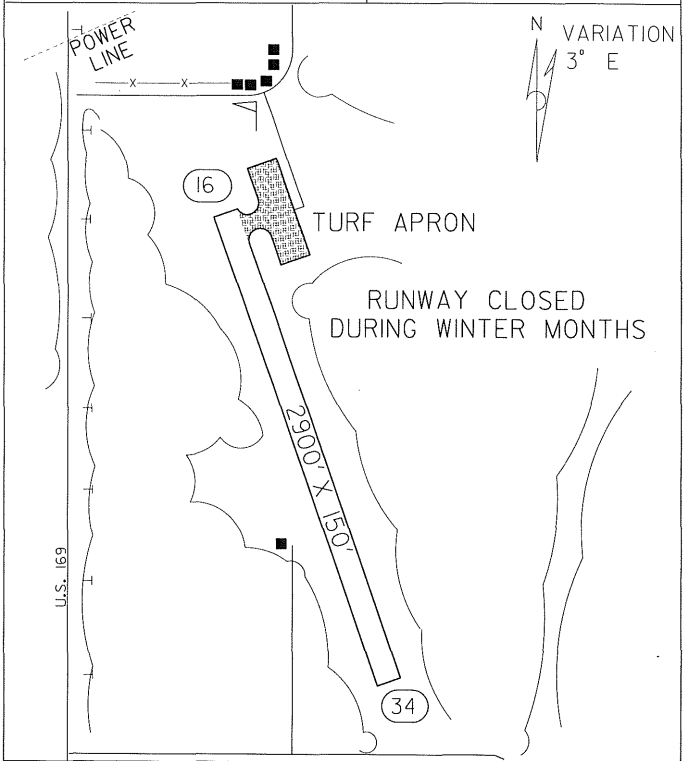 POWER
LINE
N
VARIATION
3° E
16
TURF APRON
RUNWAY CLOSED
DURING WINTER MONTHS
2900' X 150'
U.S. 169
34